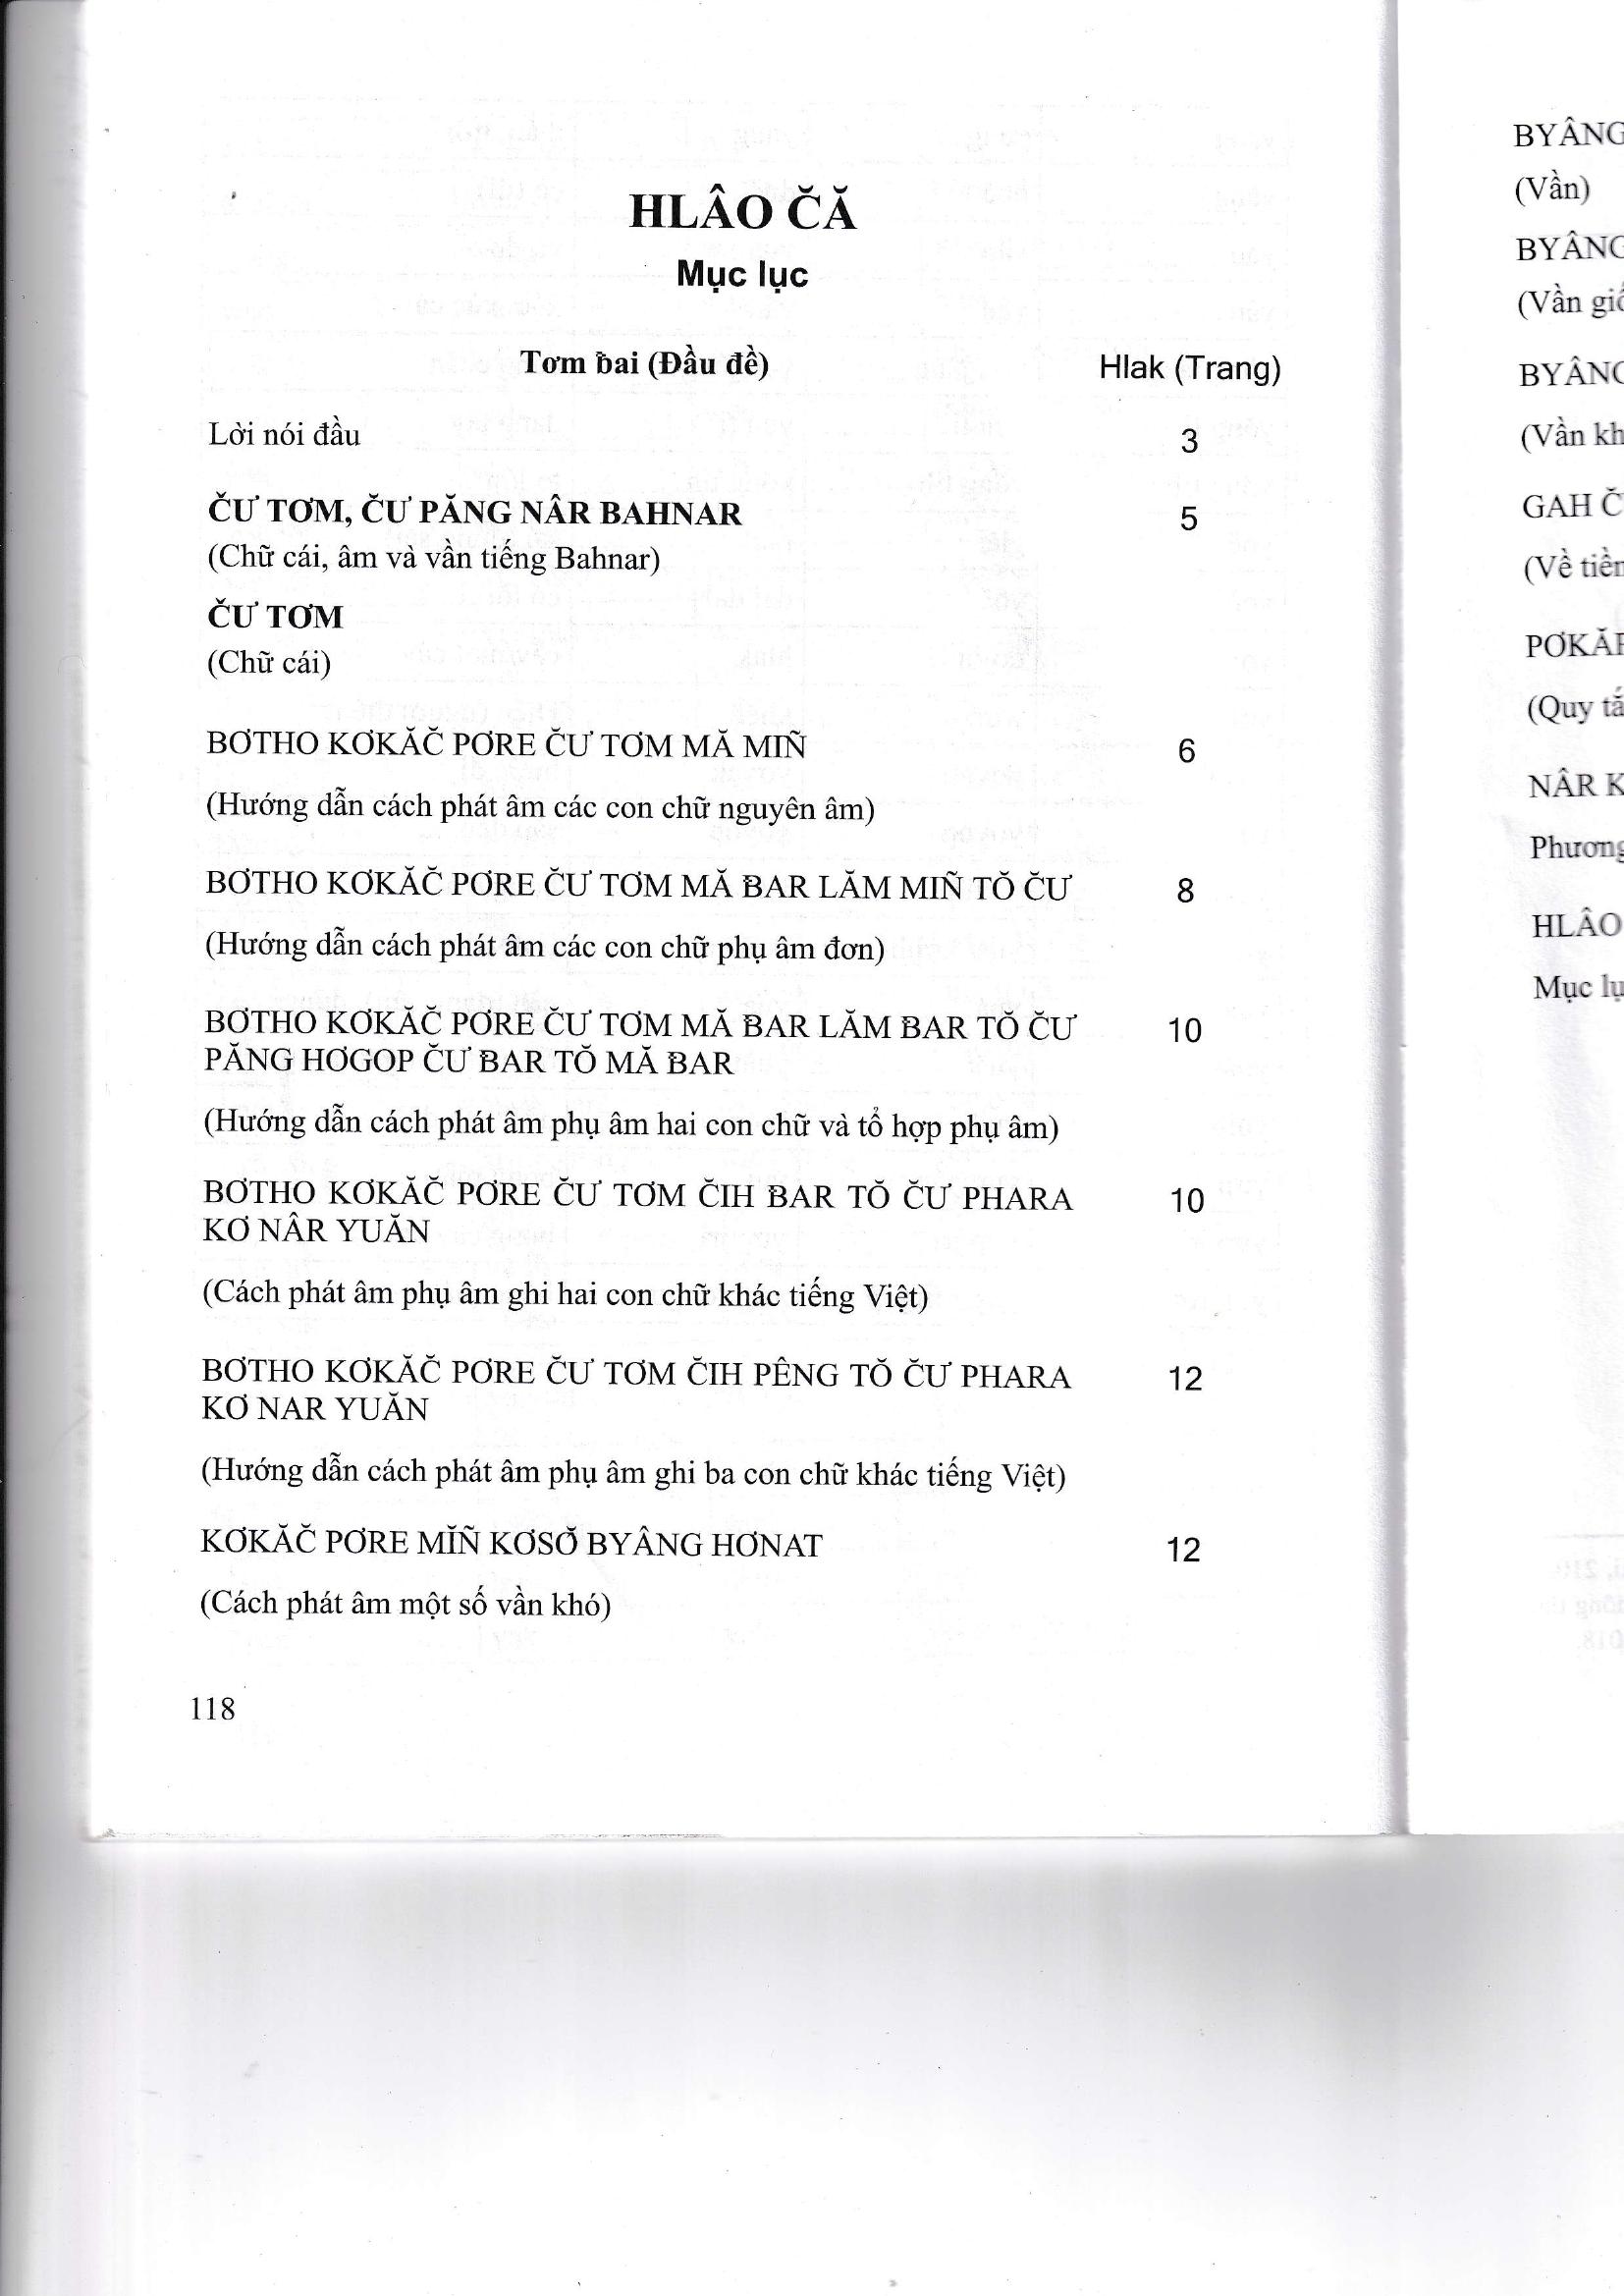 HLÂO ČĂ
Mục lục
Tơm ƀai (Đầu đề) Hlak (Trang)
Lời nói đầu 3
ČƯ TƠM, ČƯ PĂNG NÂR BAHNAR 5
(Chữ cái, âm và vần tiếng Bahnar)
ČƯ TƠM
(Chữ cái)
BƠTHO KƠKĂČ PƠRE ČƯ TƠM MĂ MIÑ 6
(Hướng dẫn cách phát âm các con chữ nguyên âm)
BƠTHO KƠKĂČ PƠRE ČƯ TƠM MĂ ƀAR LĂM MIÑ TŎ ČƯ 8
(Hướng dẫn cách phát âm các con chữ phụ âm đơn)
BƠTHO KƠKĂČ PƠRE ČƯ TƠM MĂ ɃAR LĂM ɃAR TŎ ČƯ 10
PĂNG HƠGOP ČƯ ɃAR TŎ MĂ ɃAR
(Hướng dẫn cách phát âm phụ âm hai con chữ và tổ hợp phụ âm)
BƠTHO KƠKĂČ PƠRE ČƯ TƠM ČIH ɃAR TŎ ČƯ PHARA 10
KƠ NÂR YUĂN
(Cách phát âm phụ âm ghi hai con chữ khác tiếng Việt)
BƠTHO KƠKĂČ PƠRE ČƯ TƠM ČIH PÊNG TŎ ČƯ PHARA 12
KƠ NAR YUĂN
(Hướng dẫn cách phát âm phụ âm ghi ba con chữ khác tiếng Việt)
KƠKĂČ PƠRE MĬÑ KƠSƠ̆ BYÂNG HƠNAT 12
(Cách phát âm một số vần khó)
118
BYÂNG
(Vần)
BYÂNG
(Vần
BYÂNG
(Vần
GAH
(Về
(Quy
NÂR
Phương
HLÂO
Mục